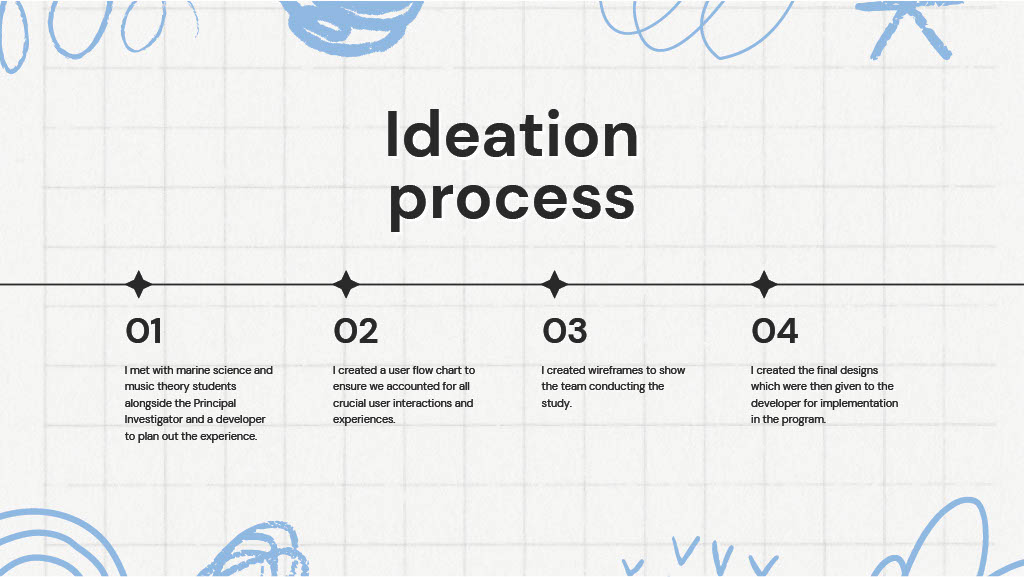 Ideation
process
01
I met with marine science and
music theory students
alongside the Principal
Investigator and a developer
to plan out the experience.
02
I created a user flow chart to
ensure we accounted for all
crucial user interactions and
experiences.
03
I created wireframes to show
the team conducting the
study.
04
I created the final designs
which were then given to the
developer for implementation
in the program.